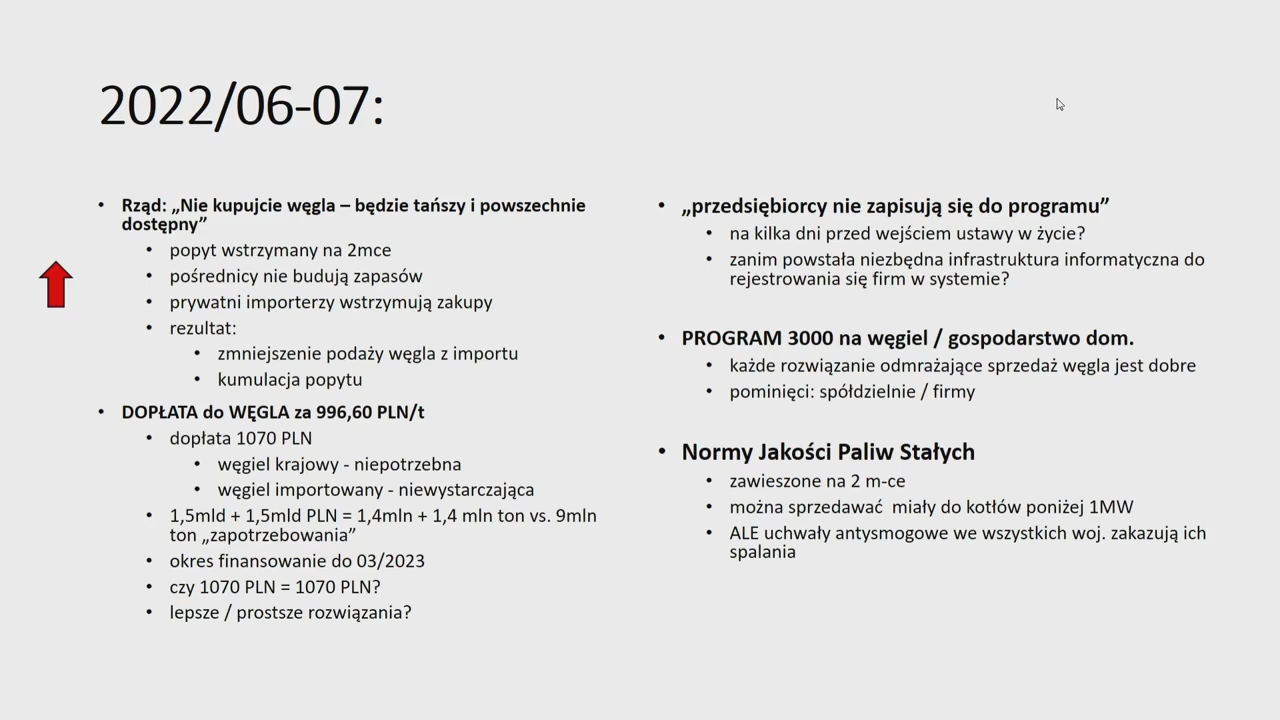 2022/06-07:
• Rząd: „Nie kupujcie węgla – będzie tańszy i powszechnie
dostępny”
• popyt wstrzymany na 2mce
• pośrednicy nie budują zapasów
• prywatni importerzy wstrzymują zakupy
• rezultat:
• zmniejszenie podaży węgla z importu
• kumulacja popytu
• DOPŁATA do WĘGLA za 996,60 PLN/t
• dopłata 1070 PLN
• węgiel krajowy - niepotrzebna
• węgiel importowany - niewystarczająca
• 1,5mld + 1,5mld PLN = 1,4mln + 1,4 mln ton vs. 9mln
ton „zapotrzebowania”
• okres finansowanie do 03/2023
• czy 1070 PLN = 1070 PLN?
• lepsze / prostsze rozwiązania?
• „przedsiębiorcy nie zapisują się do programu”
• na kilka dni przed wejściem ustawy w życie?
• zanim powstała niezbędna infrastruktura informatyczna do
rejestrowania się firm w systemie?
• PROGRAM 3000 na węgiel / gospodarstwo dom.
• każde rozwiązanie odmrażające sprzedaż węgla jest dobre
• pominięci: spółdzielnie / firmy
• Normy Jakości Paliw Stałych
• zawieszone na 2 m-ce
• można sprzedawać  miały do kotłów poniżej 1MW
• ALE uchwały antysmogowe we wszystkich woj. zakazują ich
spalania